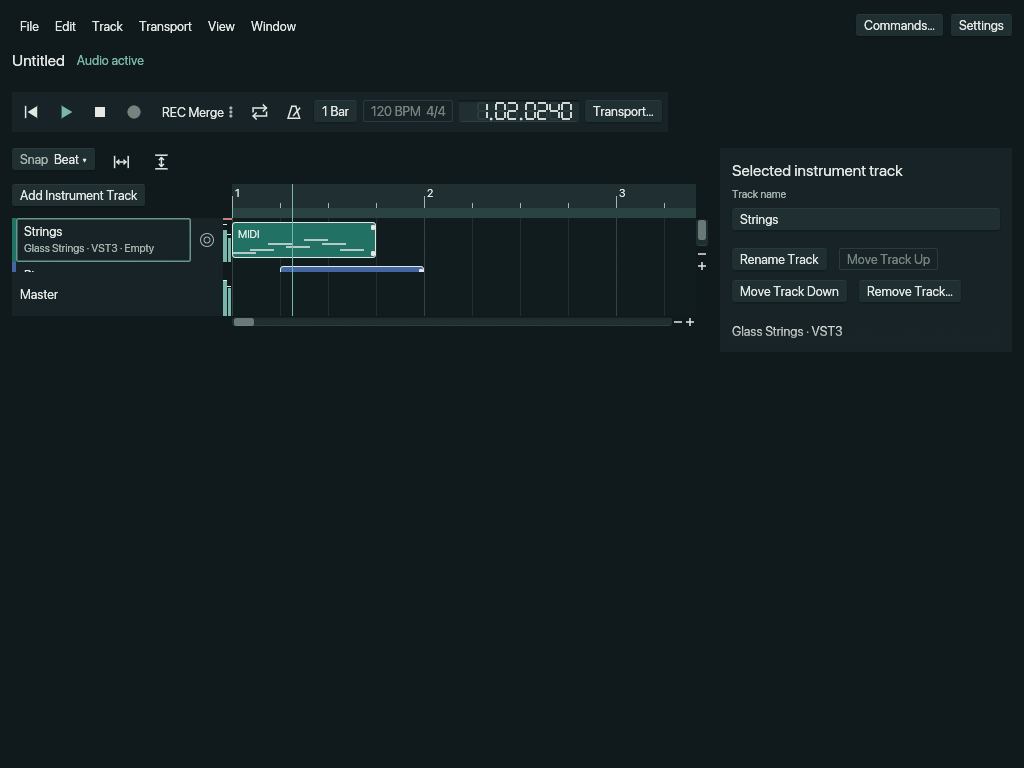 File Edit Track Transport View Window Commands... Settings
Untitled Audio active
REC Merge 1 Bar 120 BPM 4/4 1.02.0240 Transport...
Snap Beat
Selected instrument track
Add Instrument Track
1 2 3
Track name
Strings
Strings
Glass Strings · VST3 · Empty
MIDI
Rename Track Move Track Up
Master
Move Track Down Remove Track...
Glass Strings · VST3